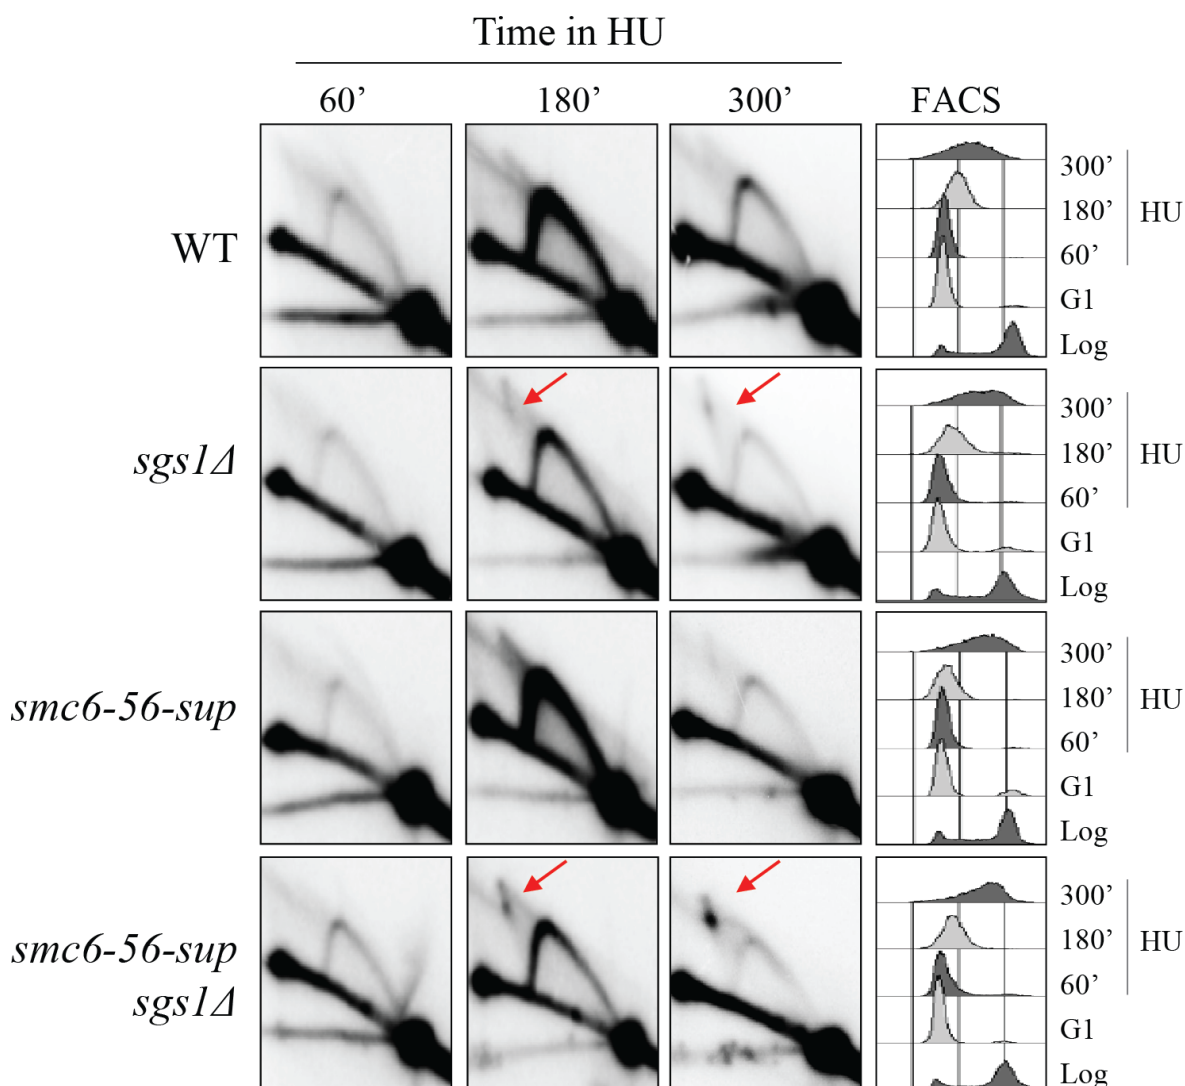 Time in HU
60’ 180’ 300’ FACS
WT
300’
180’
60’
HU
G1
Log
sgs1Δ
300’
180’
60’
HU
G1
Log
smc6-56-sup
300’
180’
60’
HU
G1
Log
smc6-56-sup
sgs1Δ
300’
180’
60’
HU
G1
Log